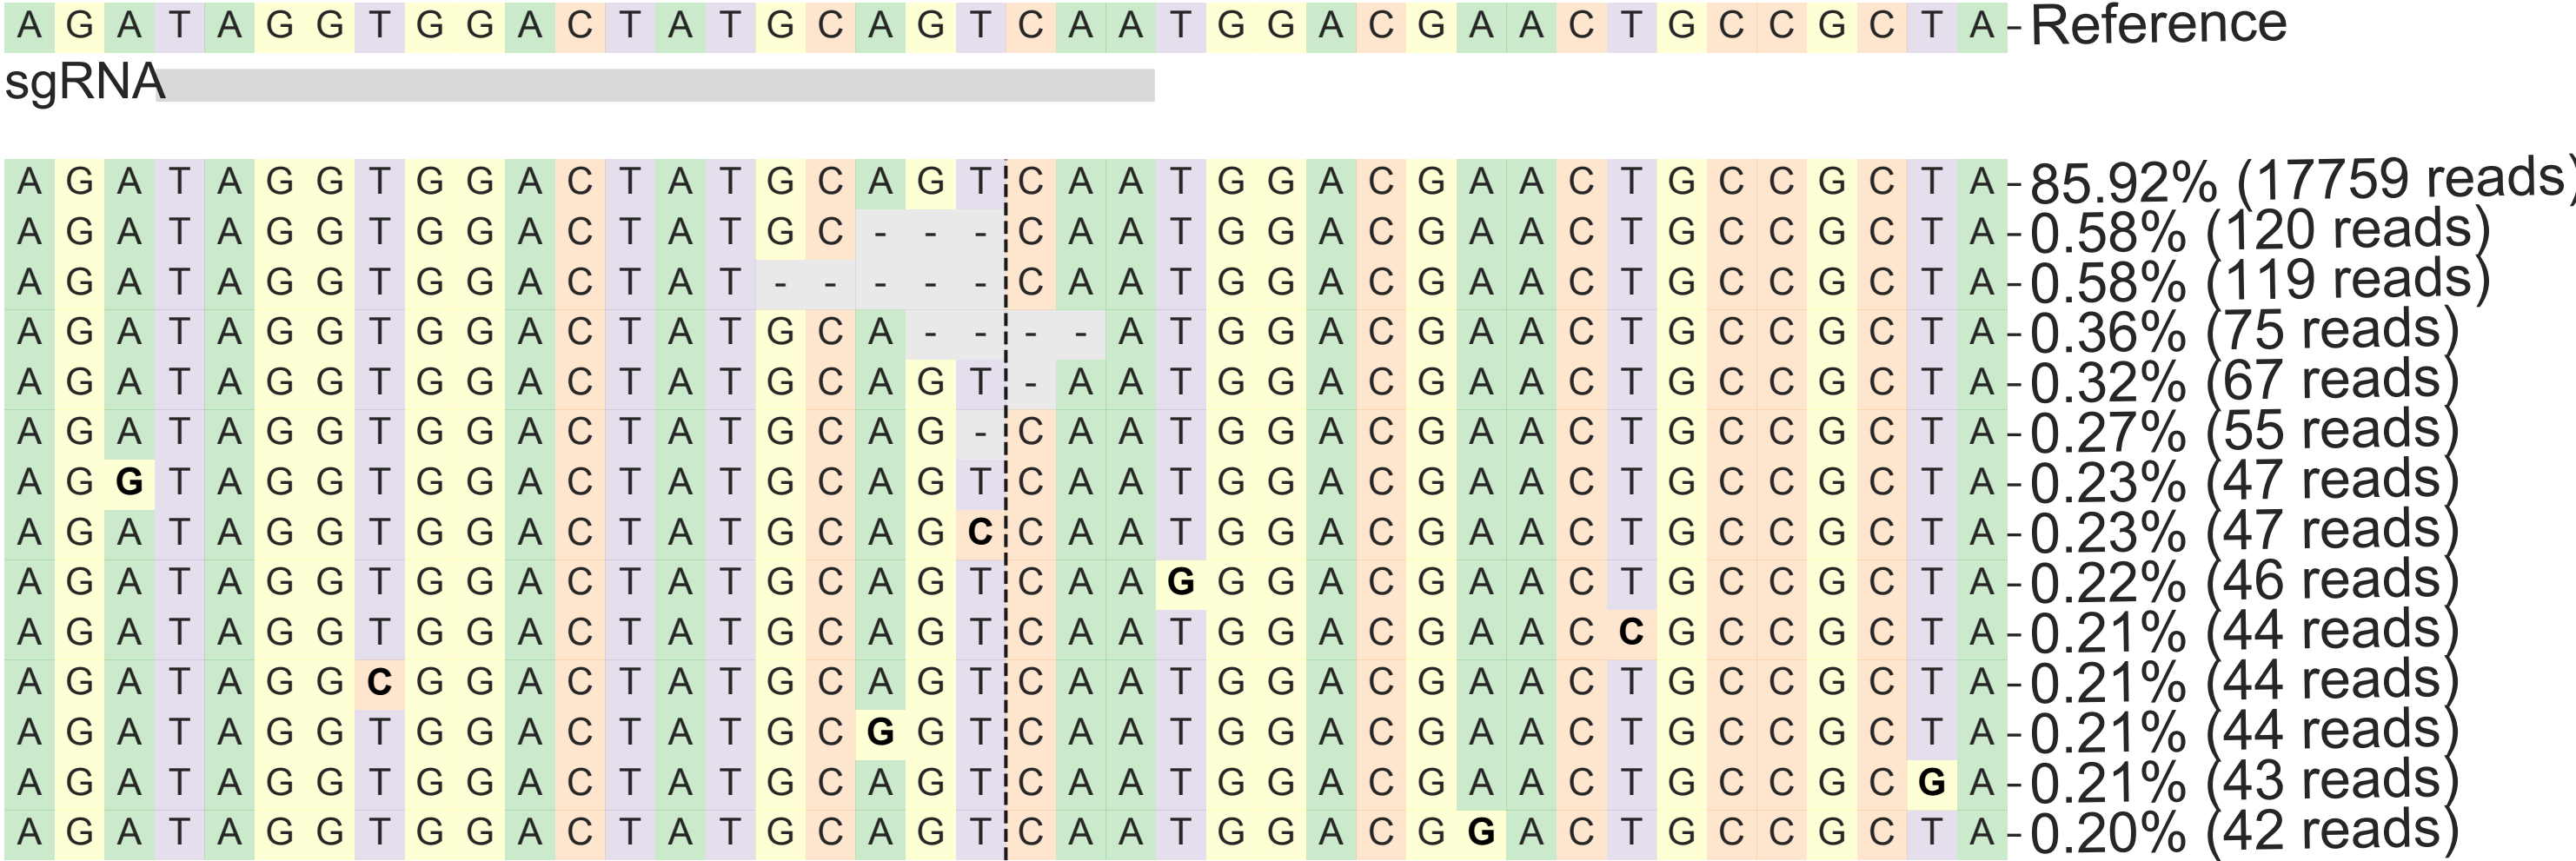 A G A T A G G T G G A C T A T G C A G T C A A T G G A C G A A C T G C C G C T A - Reference
sgRNA
A G A T A G G T G G A C T A T G C A G T C A A T G G A C G A A C T G C C G C T A - 85.92% (17759 reads)
A G A T A G G T G G A C T A T G C - - - C A A T G G A C G A A C T G C C G C T A - 0.58% (120 reads)
A G A T A G G T G G A C T A T - - - - - C A A T G G A C G A A C T G C C G C T A - 0.58% (119 reads)
A G A T A G G T G G A C T A T G C A - - - - A T G G A C G A A C T G C C G C T A - 0.36% (75 reads)
A G A T A G G T G G A C T A T G C A G T - A A T G G A C G A A C T G C C G C T A - 0.32% (67 reads)
A G A T A G G T G G A C T A T G C A G - C A A T G G A C G A A C T G C C G C T A - 0.27% (55 reads)
A G G T A G G T G G A C T A T G C A G T C A A T G G A C G A A C T G C C G C T A - 0.23% (47 reads)
A G A T A G G T G G A C T A T G C A G C C A A T G G A C G A A C T G C C G C T A - 0.23% (47 reads)
A G A T A G G T G G A C T A T G C A G T C A A G G G A C G A A C T G C C G C T A - 0.22% (46 reads)
A G A T A G G T G G A C T A T G C A G T C A A T G G A C G A A C C G C C G C T A - 0.21% (44 reads)
A G A T A G G C G G A C T A T G C A G T C A A T G G A C G A A C T G C C G C T A - 0.21% (44 reads)
A G A T A G G T G G A C T A T G C G G T C A A T G G A C G A A C T G C C G C T A - 0.21% (44 reads)
A G A T A G G T G G A C T A T G C A G T C A A T G G A C G A A C T G C C G C G A - 0.21% (43 reads)
A G A T A G G T G G A C T A T G C A G T C A A T G G A C G G A C T G C C G C T A - 0.20% (42 reads)